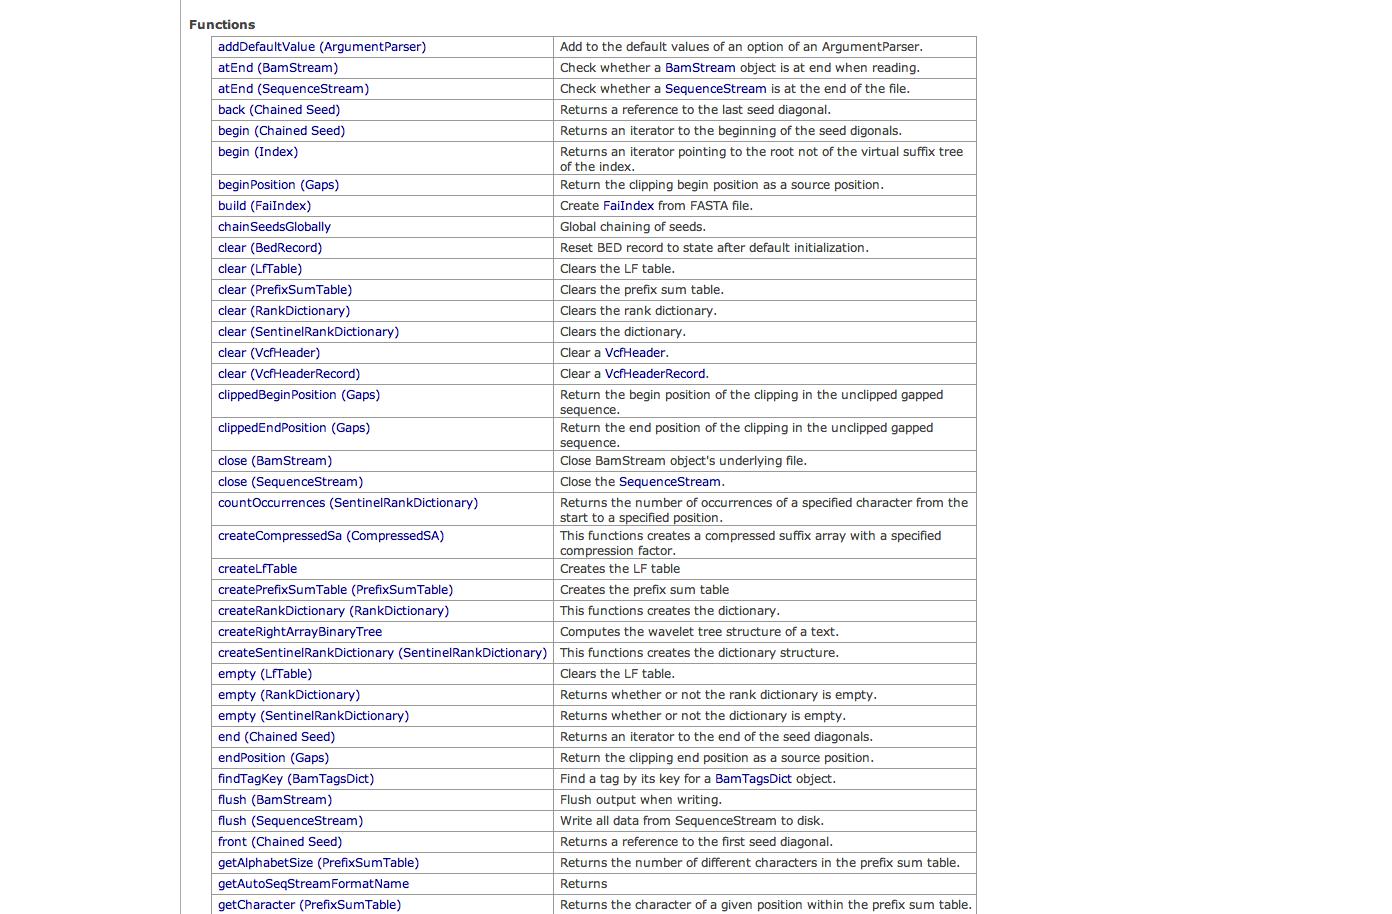 Functions
addDefaultValue (ArgumentParser) Add to the default values of an option of an ArgumentParser.
atEnd (BamStream) Check whether a BamStream object is at end when reading.
atEnd (SequenceStream) Check whether a SequenceStream is at the end of the file.
back (Chained Seed) Returns a reference to the last seed diagonal.
begin (Chained Seed) Returns an iterator to the beginning of the seed digonals.
begin (Index) Returns an iterator pointing to the root not of the virtual suffix tree
of the index.
beginPosition (Gaps) Return the clipping begin position as a source position.
build (FaiIndex) Create FaiIndex from FASTA file.
chainSeedsGlobally Global chaining of seeds.
clear (BedRecord) Reset BED record to state after default initialization.
clear (LfTable) Clears the LF table.
clear (PrefixSumTable) Clears the prefix sum table.
clear (RankDictionary) Clears the rank dictionary.
clear (SentinelRankDictionary) Clears the dictionary.
clear (VcfHeader) Clear a VcfHeader.
clear (VcfHeaderRecord) Clear a VcfHeaderRecord.
clippedBeginPosition (Gaps) Return the begin position of the clipping in the unclipped gapped
sequence.
clippedEndPosition (Gaps) Return the end position of the clipping in the unclipped gapped
sequence.
close (BamStream) Close BamStream object's underlying file.
close (SequenceStream) Close the SequenceStream.
countOccurrences (SentinelRankDictionary) Returns the number of occurrences of a specified character from the
start to a specified position.
createCompressedSa (CompressedSA) This functions creates a compressed suffix array with a specified
compression factor.
createLfTable Creates the LF table
createPrefixSumTable (PrefixSumTable) Creates the prefix sum table
createRankDictionary (RankDictionary) This functions creates the dictionary.
createRightArrayBinaryTree Computes the wavelet tree structure of a text.
createSentinelRankDictionary (SentinelRankDictionary) This functions creates the dictionary structure.
empty (LfTable) Clears the LF table.
empty (RankDictionary) Returns whether or not the rank dictionary is empty.
empty (SentinelRankDictionary) Returns whether or not the dictionary is empty.
end (Chained Seed) Returns an iterator to the end of the seed diagonals.
endPosition (Gaps) Return the clipping end position as a source position.
findTagKey (BamTagsDict) Find a tag by its key for a BamTagsDict object.
flush (BamStream) Flush output when writing.
flush (SequenceStream) Write all data from SequenceStream to disk.
front (Chained Seed) Returns a reference to the first seed diagonal.
getAlphabetSize (PrefixSumTable) Returns the number of different characters in the prefix sum table.
getAutoSeqStreamFormatName Returns
getCharacter (PrefixSumTable) Returns the character of a given position within the prefix sum table.